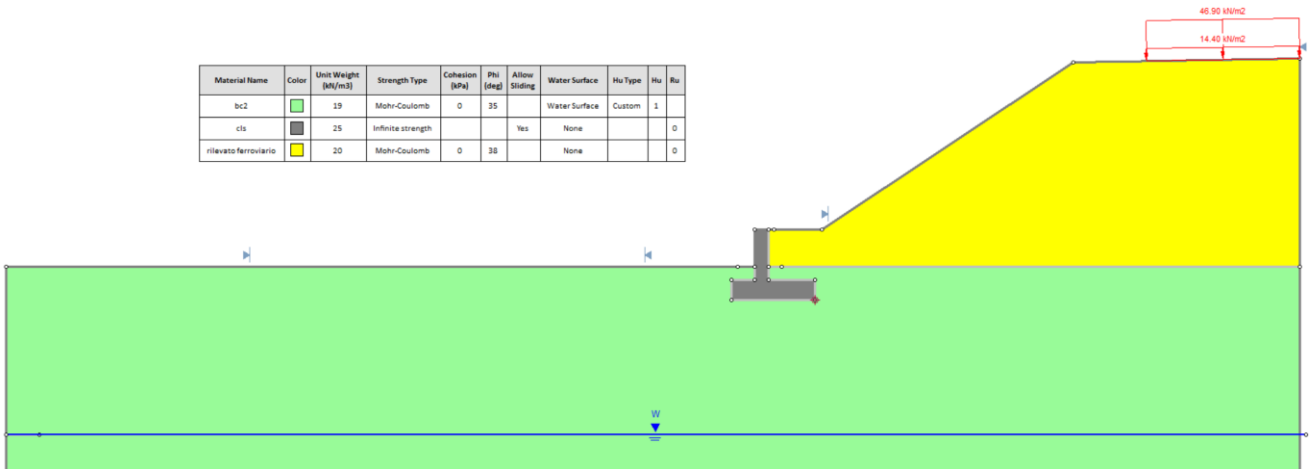 46.90 kN/m2
14.40 kN/m2
Material Name Color Unit Weight (kN/m3) Strength Type Cohesion (kPa) Phi (deg) Allow Sliding Water Surface Hu Type Hu Ru
bc2 19 Mohr-Coulomb 0 35 Water Surface Custom 1
cls 25 Infinite strength Yes None 0
rilevato ferroviario 20 Mohr-Coulomb 0 38 None 0
W